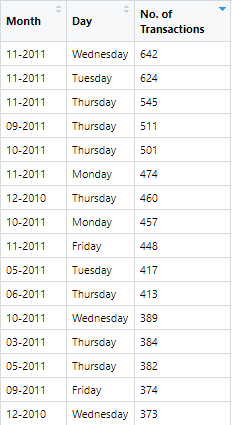 Month Day No. of
Transactions
11-2011 Wednesday 642
11-2011 Tuesday 624
11-2011 Thursday 545
09-2011 Thursday 511
10-2011 Thursday 501
11-2011 Monday 474
12-2010 Thursday 460
10-2011 Monday 457
11-2011 Friday 448
05-2011 Tuesday 417
06-2011 Thursday 413
10-2011 Wednesday 389
03-2011 Thursday 384
05-2011 Thursday 382
09-2011 Friday 374
12-2010 Wednesday 373